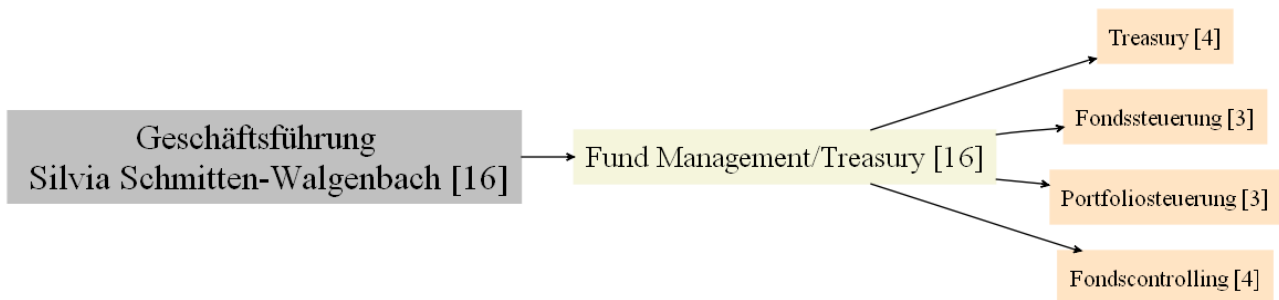 Geschäftsführung
Silvia Schmitten-Walgenbach [16]
Fund Management/Treasury [16]
Treasury [4]
Fondssteuerung [3]
Portfoliosteuerung [3]
Fondscontrolling [4]